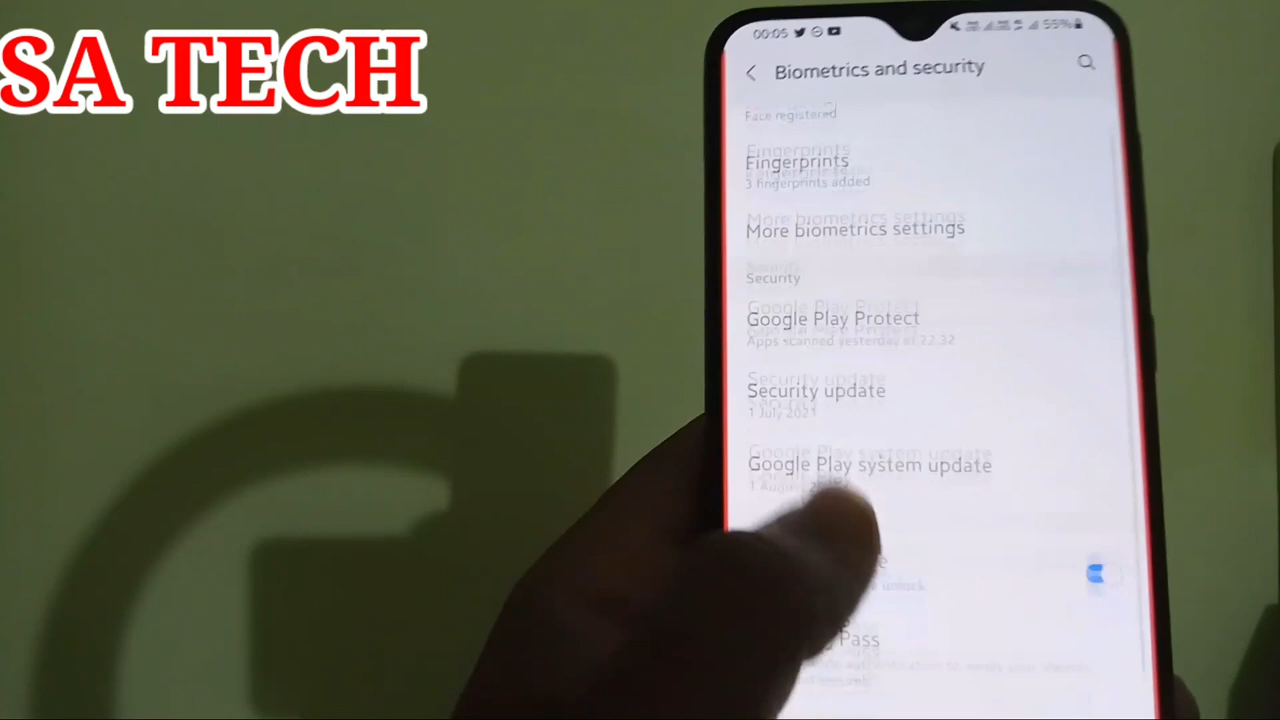 SA TECH
00:05
55%
Biometrics and security
Face registered
Fingerprints
3 fingerprints added
More biometrics settings
Security
Google Play Protect
Apps scanned yesterday at 22.32
Security update
1 July 2021
Google Play system update
unlock.
Pass